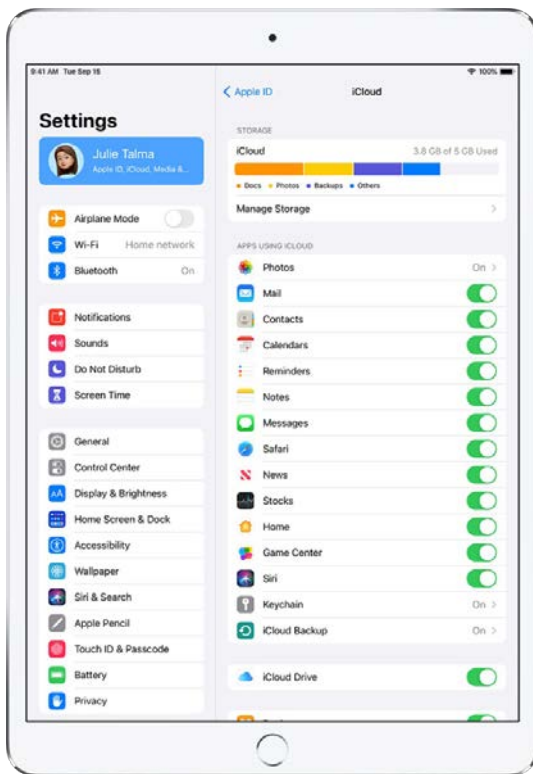 9:41 AM Tue Sep 15
100%
Settings
Julie Talma
Apple ID, iCloud, Media &...
Airplane Mode
Wi-Fi Home network
Bluetooth On
Notifications
Sounds
Do Not Disturb
Screen Time
General
Control Center
Display & Brightness
Home Screen & Dock
Accessibility
Wallpaper
Siri & Search
Apple Pencil
Touch ID & Passcode
Battery
Privacy
Apple ID iCloud
STORAGE
iCloud 3.8 GB of 5 GB Used
Docs Photos Backups Others
Manage Storage
APPS USING ICLOUD
Photos On
Mail
Contacts
Calendars
Reminders
Notes
Messages
Safari
News
Stocks
Home
Game Center
Siri
Keychain On
iCloud Backup On
iCloud Drive